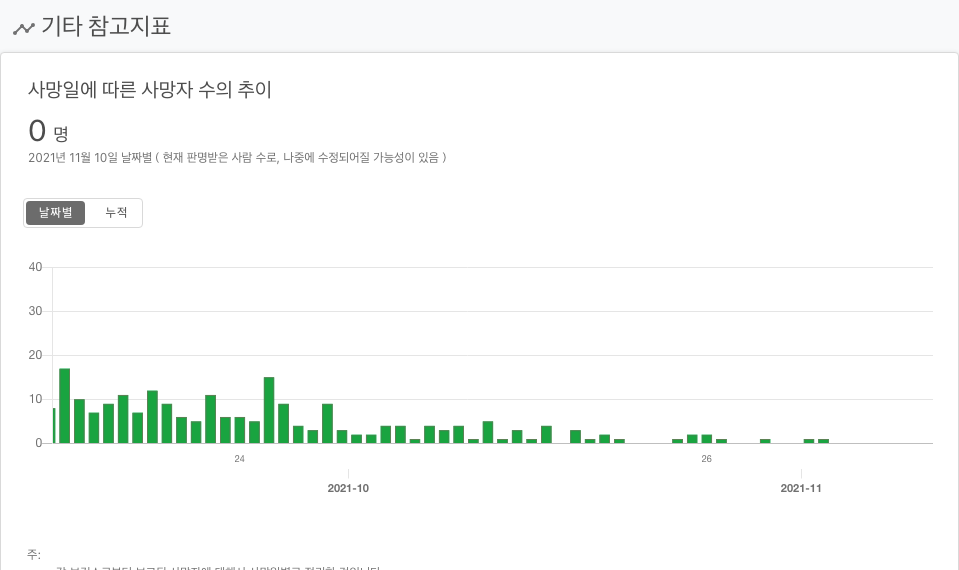 기타 참고지표
사망일에 따른 사망자 수의 추이
0 명
2021년 11월 10일 날짜별 ( 현재 판명받은 사람 수로, 나중에 수정되어질 가능성이 있음 )
날짜별 누적
40
30
20
10
0
24 26
2021-10 2021-11
주: